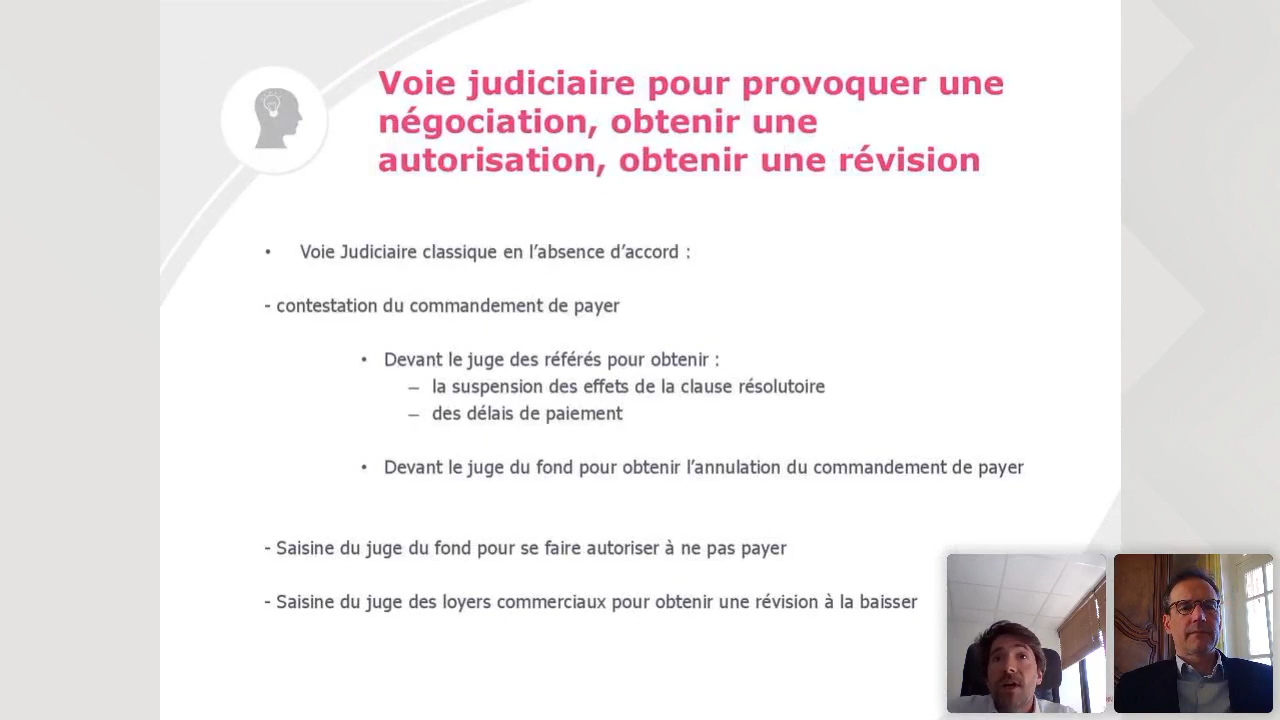 Voie judiciaire pour provoquer une
négociation, obtenir une
autorisation, obtenir une révision
• Voie Judiciaire classique en l’absence d’accord :
- contestation du commandement de payer
• Devant le juge des référés pour obtenir :
– la suspension des effets de la clause résolutoire
– des délais de paiement
• Devant le juge du fond pour obtenir l’annulation du commandement de payer
- Saisine du juge du fond pour se faire autoriser à ne pas payer
- Saisine du juge des loyers commerciaux pour obtenir une révision à la baisser